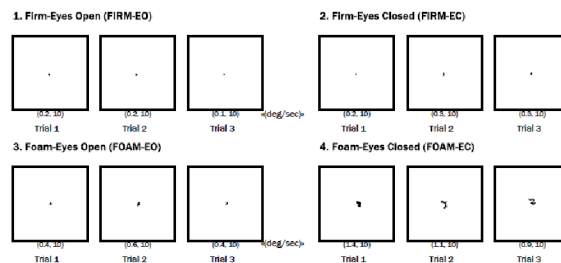 1. Firm-Eyes Open (FIRM-EO)
2. Firm-Eyes Closed (FIRM-EC)
(0.2, 10) (0.2, 10) (0.1, 10) (deg/sec) (0.2, 10) (0.3, 10) (0.3, 10)
Trial 1 Trial 2 Trial 3 Trial 1 Trial 2 Trial 3
3. Foam-Eyes Open (FOAM-EO)
4. Foam-Eyes Closed (FOAM-EC)
(0.4, 10) (0.6, 10) (0.4, 10) (deg/sec) (1.4, 10) (1.1, 10) (0.9, 10)
Trial 1 Trial 2 Trial 3 Trial 1 Trial 2 Trial 3